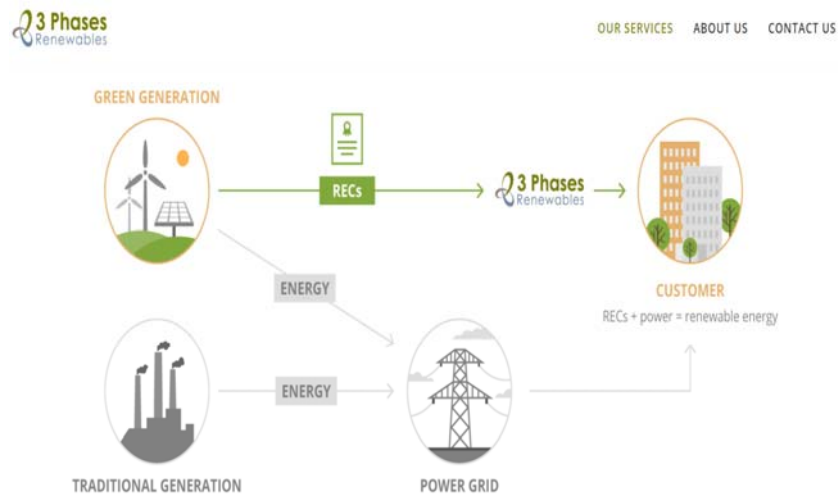 3 Phases
Renewables
OUR SERVICES ABOUT US CONTACT US
GREEN GENERATION
RECs
3 Phases
Renewables
ENERGY
CUSTOMER
RECs + power = renewable energy
ENERGY
TRADITIONAL GENERATION
POWER GRID